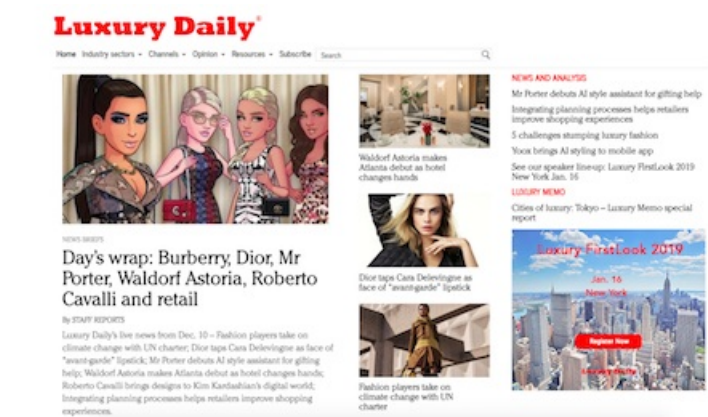 Luxury Daily®
Home Industry sectors Channels Opinion Resources Subscribe Search
NEWS BRIEFS
Day's wrap: Burberry, Dior, Mr
Porter, Waldorf Astoria, Roberto
Cavalli and retail
By STAFF REPORTS
Luxury Daily's live news from Dec. 10 – Fashion players take on
climate change with UN charter; Dior taps Cara Delevingne as face of
"avant-garde" lipstick; Mr Porter debuts AI style assistant for gifting
help; Waldorf Astoria makes Atlanta debut as hotel changes hands;
Roberto Cavalli brings designs to Kim Kardashian's digital world;
Integrating planning processes helps retailers improve shopping
experiences.
Waldorf Astoria makes
Atlanta debut as hotel
changes hands
Dior taps Cara Delevingne as
face of "avant-garde" lipstick
Fashion players take on
climate change with UN
charter
NEWS AND ANALYSIS
Mr Porter debuts AI style assistant for gifting help
Integrating planning processes helps retailers
improve shopping experiences
5 challenges stumping luxury fashion
Yoox brings AI styling to mobile app
See our speaker line-up: Luxury FirstLook 2019
New York Jan. 16
LUXURY MEMO
Cities of luxury: Tokyo – Luxury Memo special
report
Luxury FirstLook 2019
Jan. 16
New York
Register Now
Luxury Daily